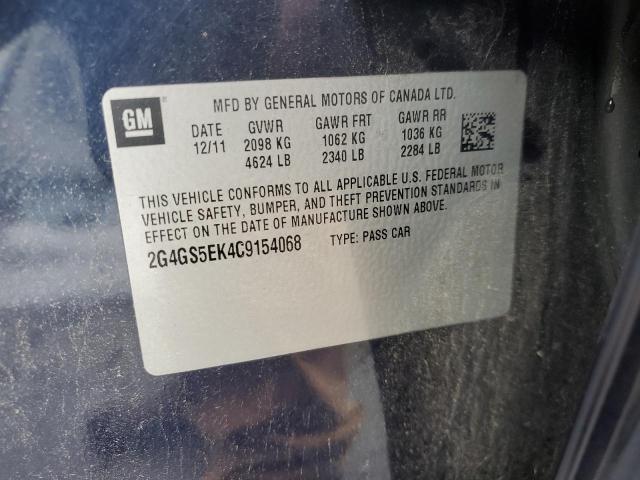 GM
MFD BY GENERAL MOTORS OF CANADA LTD.
DATE GVWR GAWR FRT GAWR RR
12/11 2098 KG 1062 KG 1036 KG
4624 LB 2340 LB 2284 LB
THIS VEHICLE CONFORMS TO ALL APPLICABLE U.S. FEDERAL MOTOR
VEHICLE SAFETY, BUMPER, AND THEFT PREVENTION STANDARDS IN
EFFECT ON THE DATE OF MANUFACTURE SHOWN ABOVE.
2G4GS5EK4C9154068 TYPE: PASS CAR